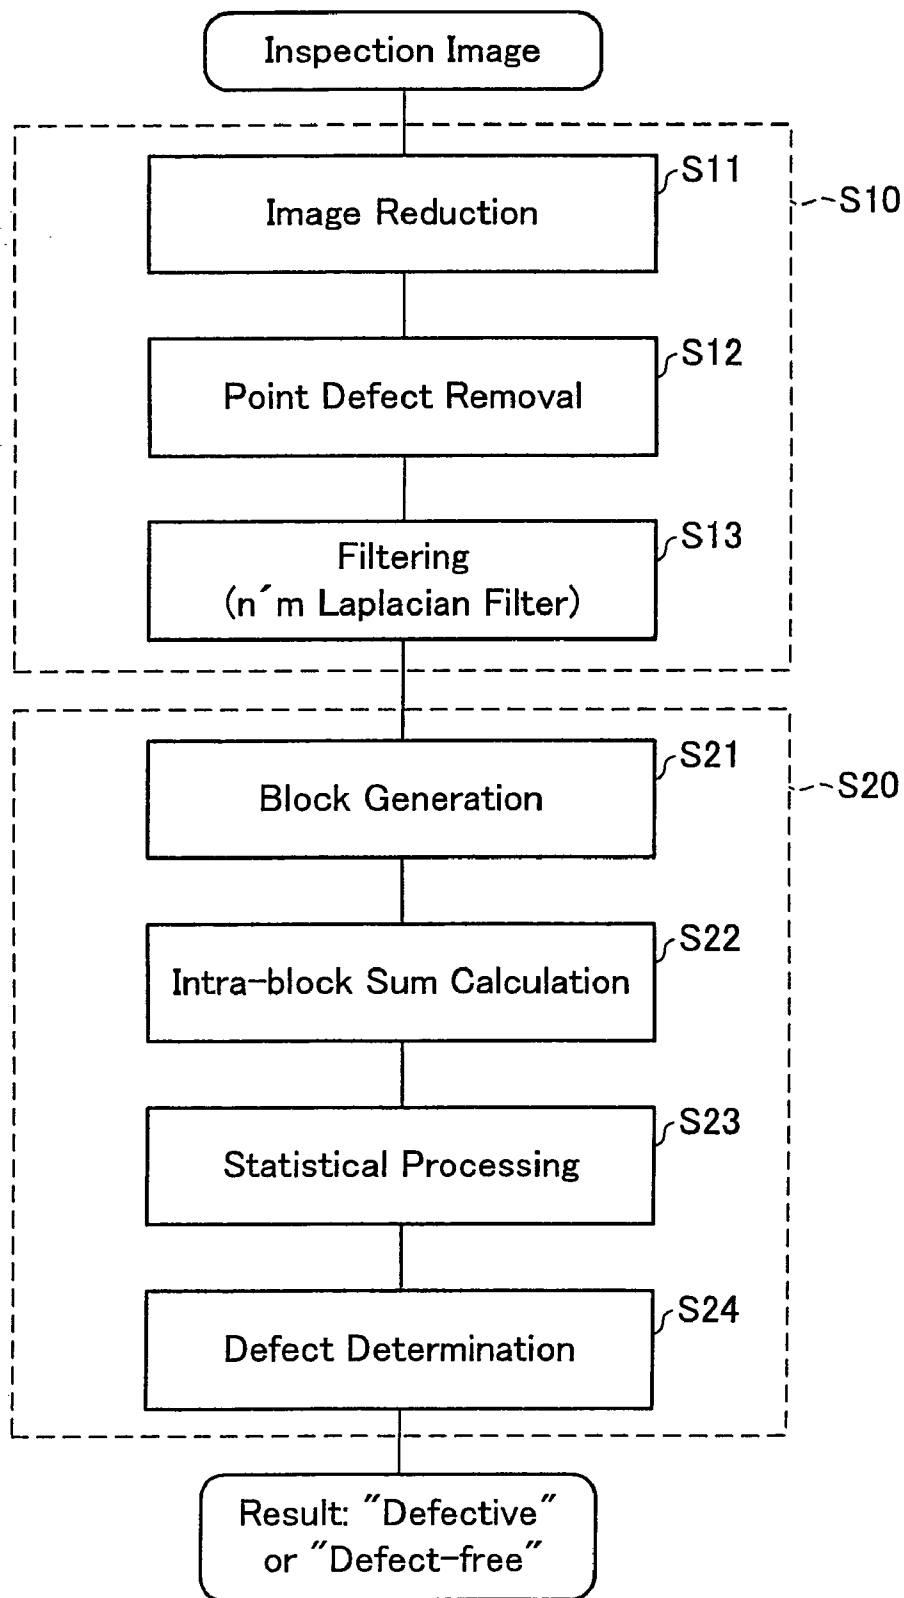 Inspection Image
S11
Image Reduction
S10
S12
Point Defect Removal
S13
Filtering
(n´m Laplacian Filter)
S21
Block Generation
S20
S22
Intra-block Sum Calculation
S23
Statistical Processing
S24
Defect Determination
Result: "Defective"
or "Defect-free"